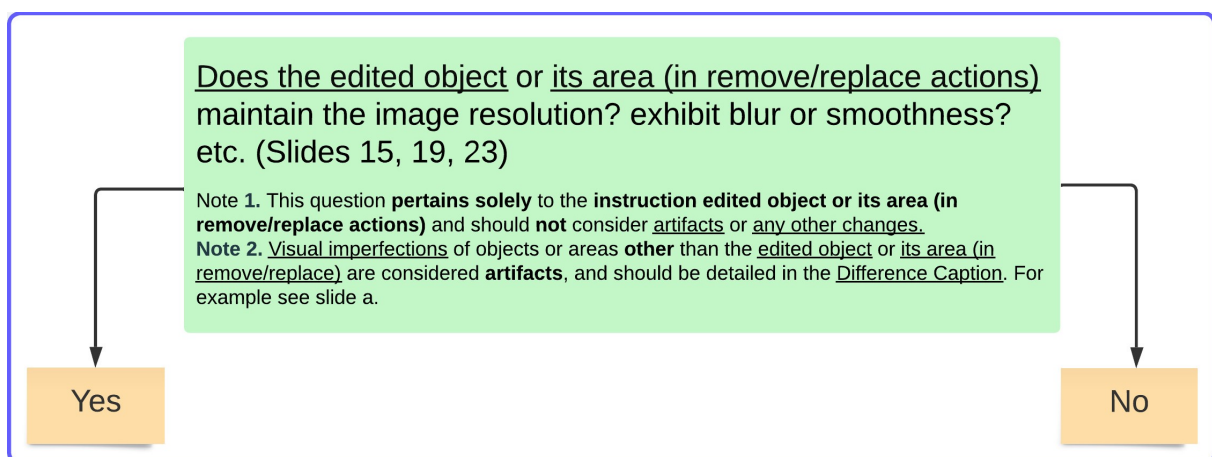 Does the edited object or its area (in remove/replace actions)
maintain the image resolution? exhibit blur or smoothness?
etc. (Slides 15, 19, 23)
Note 1. This question pertains solely to the instruction edited object or its area (in
remove/replace actions) and should not consider artifacts or any other changes.
Note 2. Visual imperfections of objects or areas other than the edited object or its area (in
remove/replace) are considered artifacts, and should be detailed in the Difference Caption. For
example see slide a.
Yes
No